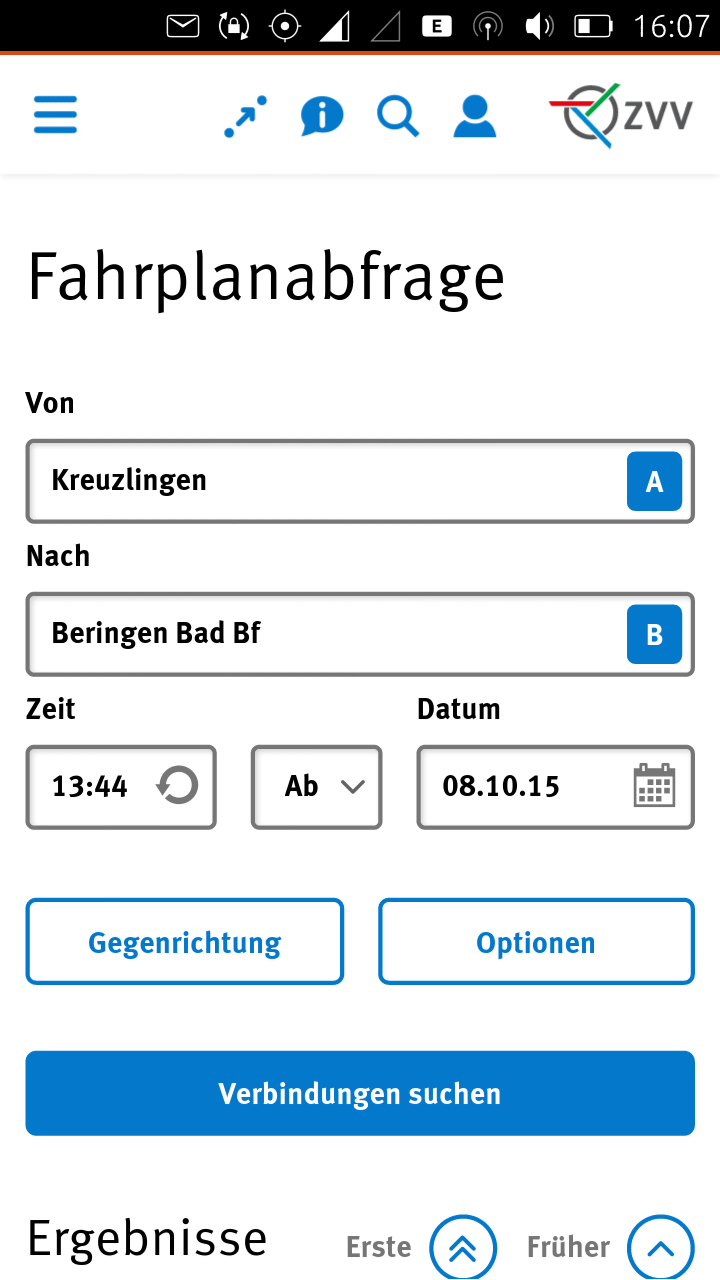 E 16:07
ZVV
Fahrplanabfrage
Von
Kreuzlingen A
Nach
Beringen Bad Bf B
Zeit Datum
13:44 Ab 08.10.15
Gegenrichtung Optionen
Verbindungen suchen
Ergebnisse Erste Früher